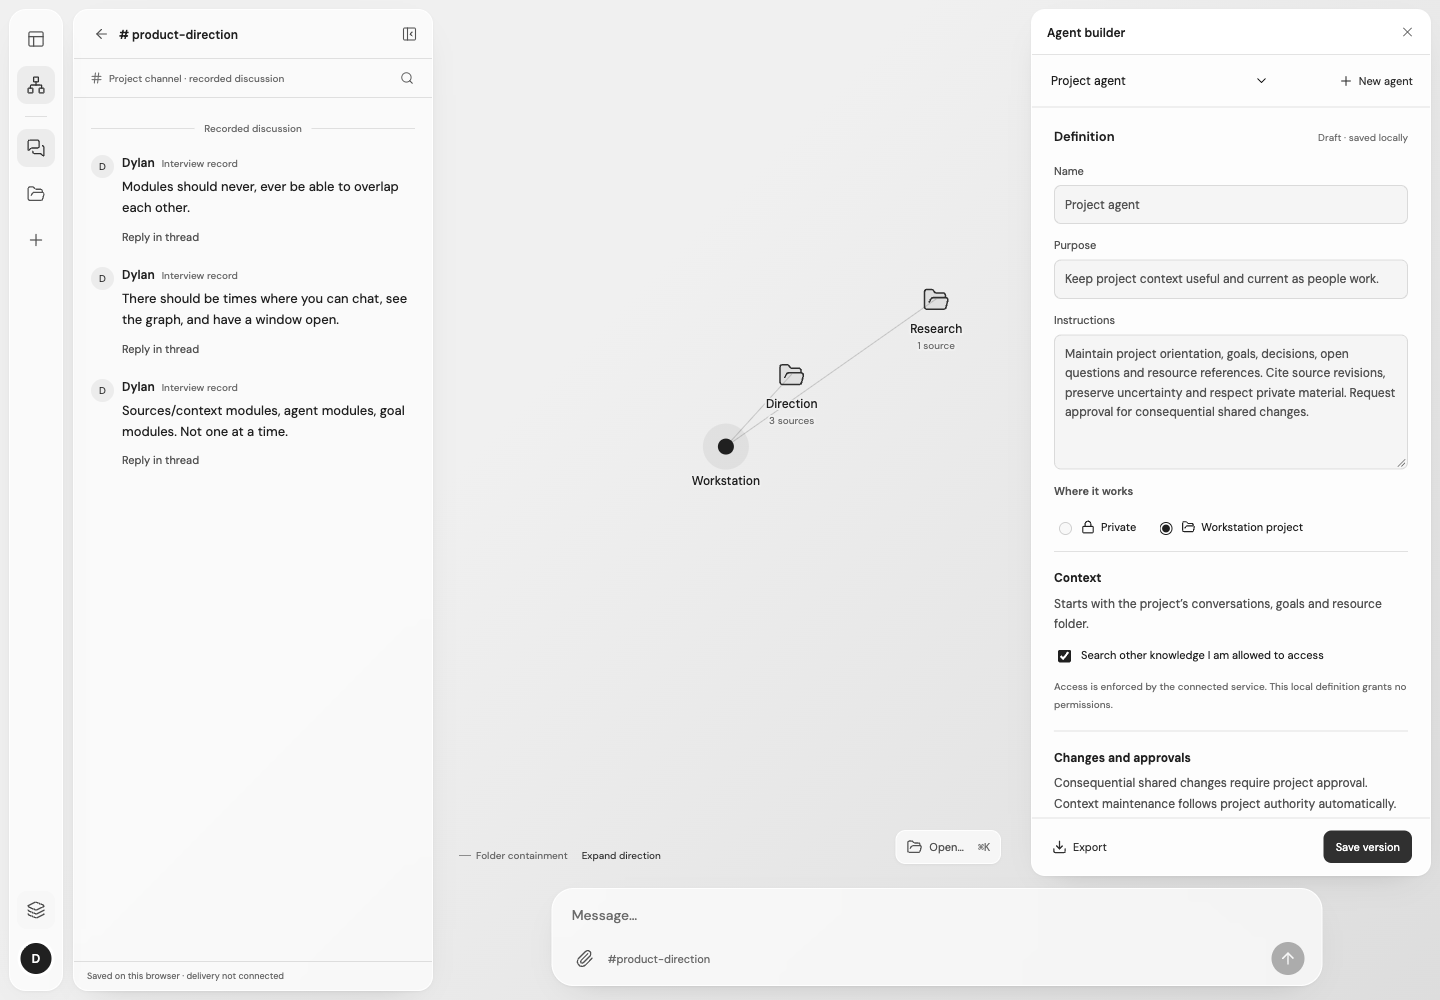 # product-direction
Project channel · recorded discussion
Recorded discussion
D
Dylan Interview record
Modules should never, ever be able to overlap
each other.
Reply in thread
D
Dylan Interview record
There should be times where you can chat, see
the graph, and have a window open.
Reply in thread
D
Dylan Interview record
Sources/context modules, agent modules, goal
modules. Not one at a time.
Reply in thread
Saved on this browser · delivery not connected
D
Research
1 source
Direction
3 sources
Workstation
Folder containment Expand direction
Open... ⌘K
Message...
#product-direction
Agent builder
Project agent
New agent
Definition
Draft · saved locally
Name
Project agent
Purpose
Keep project context useful and current as people work.
Instructions
Maintain project orientation, goals, decisions, open
questions and resource references. Cite source revisions,
preserve uncertainty and respect private material. Request
approval for consequential shared changes.
Where it works
Private Workstation project
Context
Starts with the project's conversations, goals and resource
folder.
Search other knowledge I am allowed to access
Access is enforced by the connected service. This local definition grants no
permissions.
Changes and approvals
Consequential shared changes require project approval.
Context maintenance follows project authority automatically.
Export
Save version